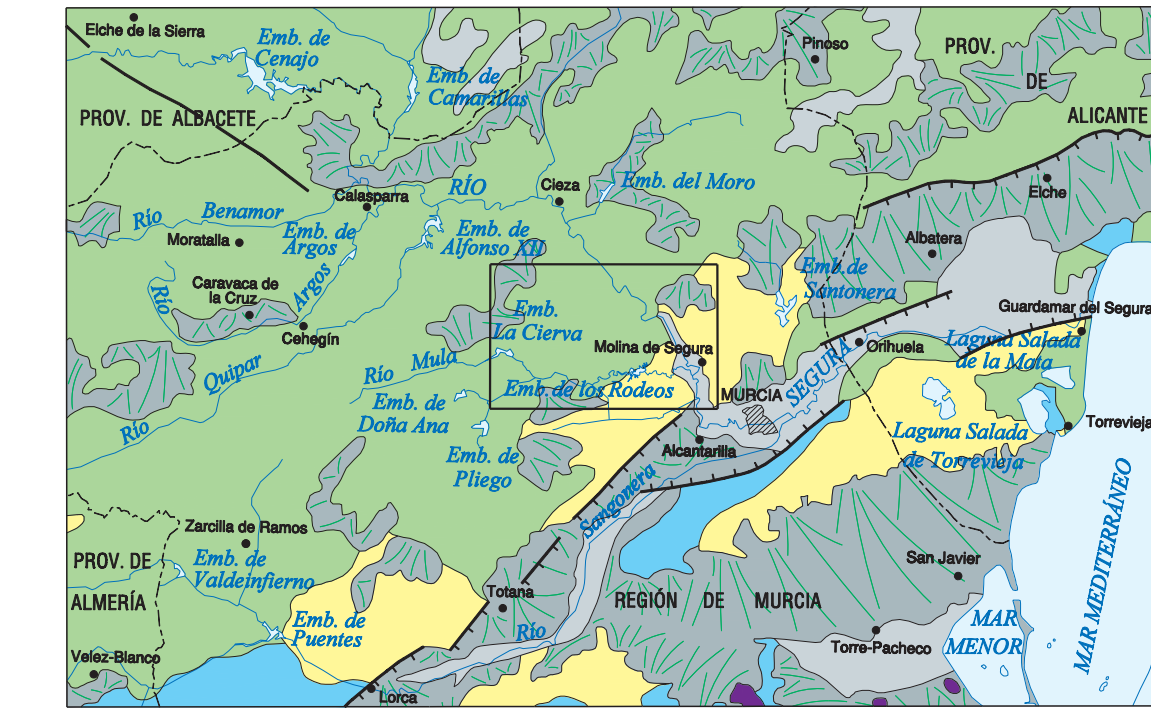 Elche de la Sierra
Emb. de
Cenajo
Emb. de
Camarillas
Pinoso
PROV.
DE
ALICANTE
PROV. DE ALBACETE
Calasparra
RÍO
Cieza
Emb. del Moro
Elche
Río
Benamor
Moratalla
Emb. de
Argos
Emb. de
Alfonso XII
Albatera
Emb.de
Santonera
Caravaca de
la Cruz
Río
Argos
Cehegín
Emb.
La Cierva
Guardamar del Segura
Molina de Segura
Orihuela
Laguna Salada
de la Mata
SEGURA
Quipar
Río
Río
Mula
Emb. de los Rodeos
MURCIA
Emb. de
Doña Ana
Torrevieja
Laguna Salada
de Torrevieja
Alcantarilla
Emb. de
Pliego
Sangonera
Zarcilla de Ramos
Emb. de
Valdeinfierno
PROV. DE
ALMERÍA
San Javier
MAR MEDITERRÁNEO
Totana
REGIÓN DE MURCIA
Emb. de
Puentes
Río
MAR
MENOR
Torre-Pacheco
Velez-Blanco
Lorca